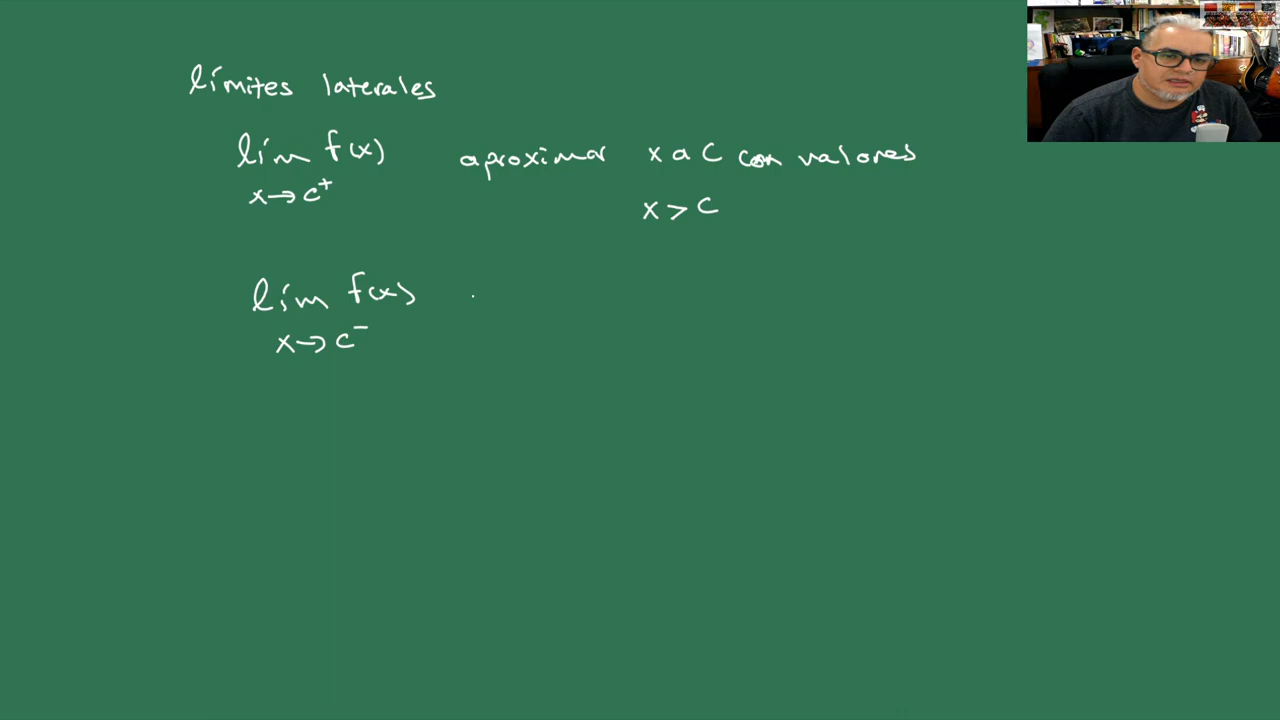 límites laterales
lím f(x) aproximar x a c con valores
x→c⁺
x > c
lím f(x)
x→c⁻